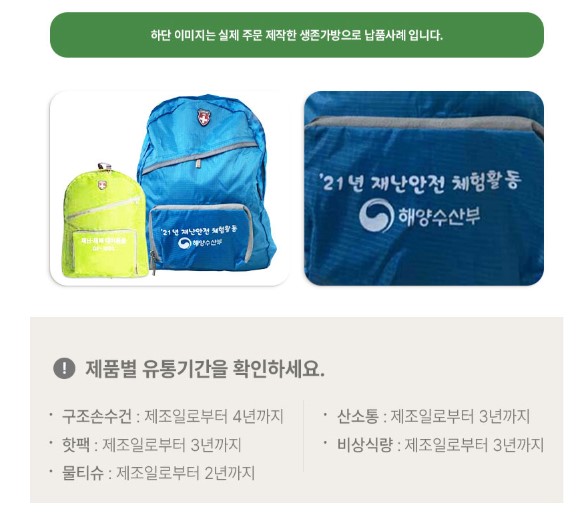 하단 이미지는 실제 주문 제작한 생존가방으로 납품사례 입니다.
'21년 재난안전 체험활동
해양수산부
'21년 재난안전 체험활동
해양수산부
! 제품별 유통기간을 확인하세요.
· 구조손수건 : 제조일로부터 4년까지
· 핫팩 : 제조일로부터 3년까지
· 물티슈 : 제조일로부터 2년까지
· 산소통 : 제조일로부터 3년까지
· 비상식량 : 제조일로부터 3년까지